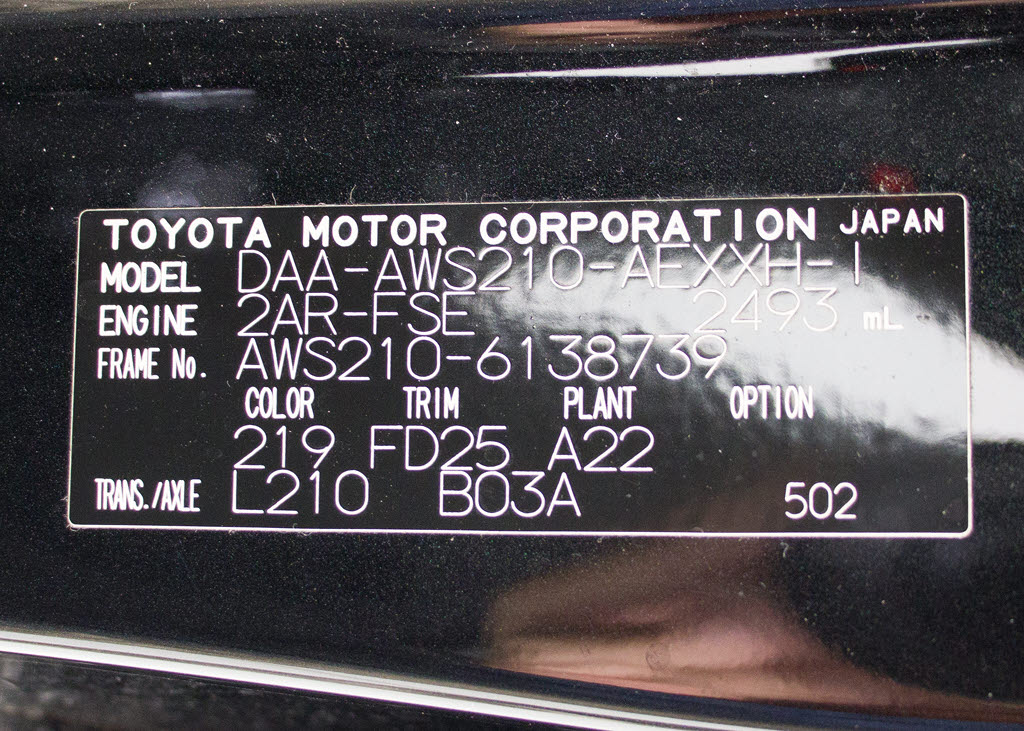 TOYOTA MOTOR CORPORATION JAPAN
MODEL DAA-AWS210-AEXXH-I
ENGINE 2AR-FSE 2493 mL
FRAME No. AWS210-6138739
COLOR TRIM PLANT OPTION
219 FD25 A22
TRANS./AXLE L210 B03A 502